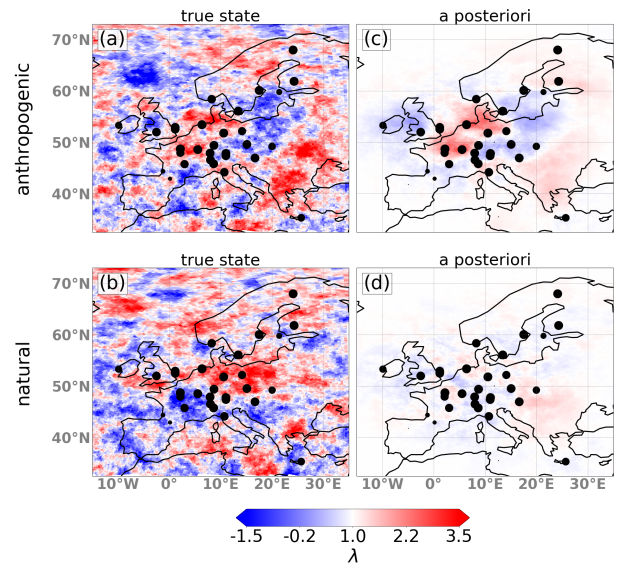 true state
a posteriori
(a)
(c)
70°N
60°N
50°N
40°N
anthropogenic
true state
a posteriori
(b)
(d)
70°N
60°N
50°N
40°N
natural
10°W 0° 10°E 20°E 30°E
10°W 0° 10°E 20°E 30°E
-1.5 -0.2 1.0 2.2 3.5
λ